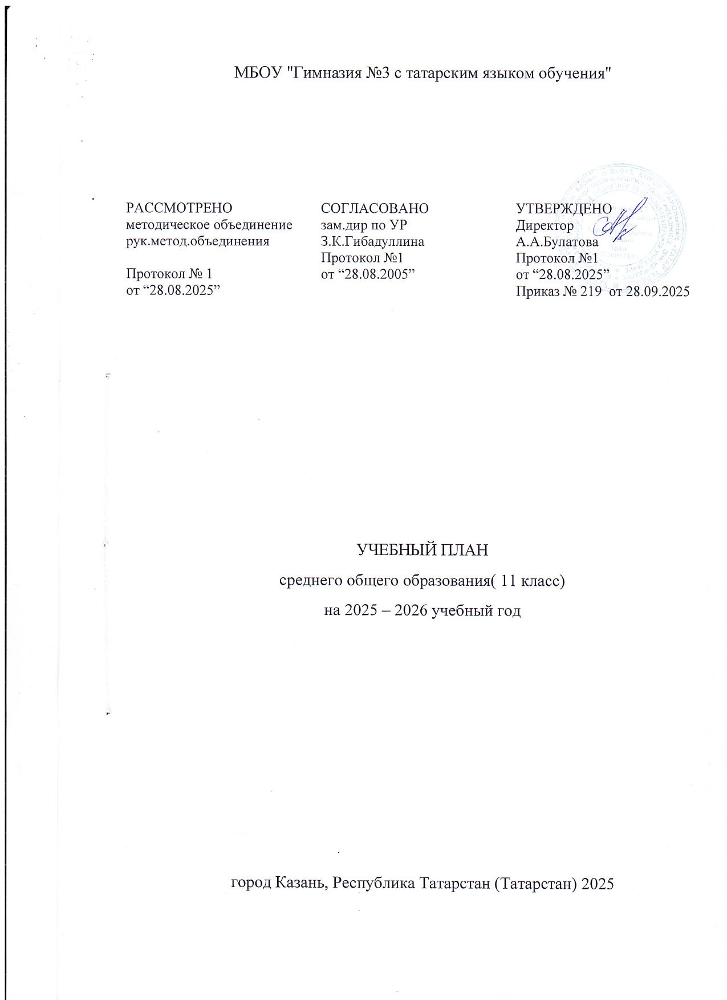 МБОУ "Гимназия №3 с татарским языком обучения"
РАССМОТРЕНО
методическое объединение
рук.метод.объединения
Протокол № 1
от “28.08.2025”
СОГЛАСОВАНО
зам.дир по УР
З.К.Гибадуллина
Протокол №1
от “28.08.2005”
УТВЕРЖДЕНО
Директор
А.А.Булатова
Протокол №1
от “28.08.2025”
Приказ № 219 от 28.09.2025
УЧЕБНЫЙ ПЛАН
среднего общего образования( 11 класс)
на 2025 – 2026 учебный год
город Казань, Республика Татарстан (Татарстан) 2025